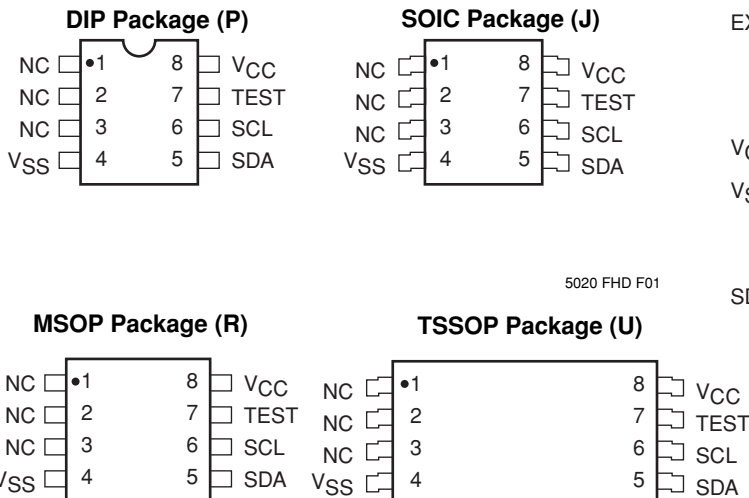 DIP Package (P)
NC 1 8 VCC
NC 2 7 TEST
NC 3 6 SCL
VSS 4 5 SDA
SOIC Package (J)
NC 1 8 VCC
NC 2 7 TEST
NC 3 6 SCL
VSS 4 5 SDA
5020 FHD F01
MSOP Package (R)
NC 1 8 VCC
NC 2 7 TEST
NC 3 6 SCL
VSS 4 5 SDA
TSSOP Package (U)
NC 1 8 VCC
NC 2 7 TEST
NC 3 6 SCL
VSS 4 5 SDA